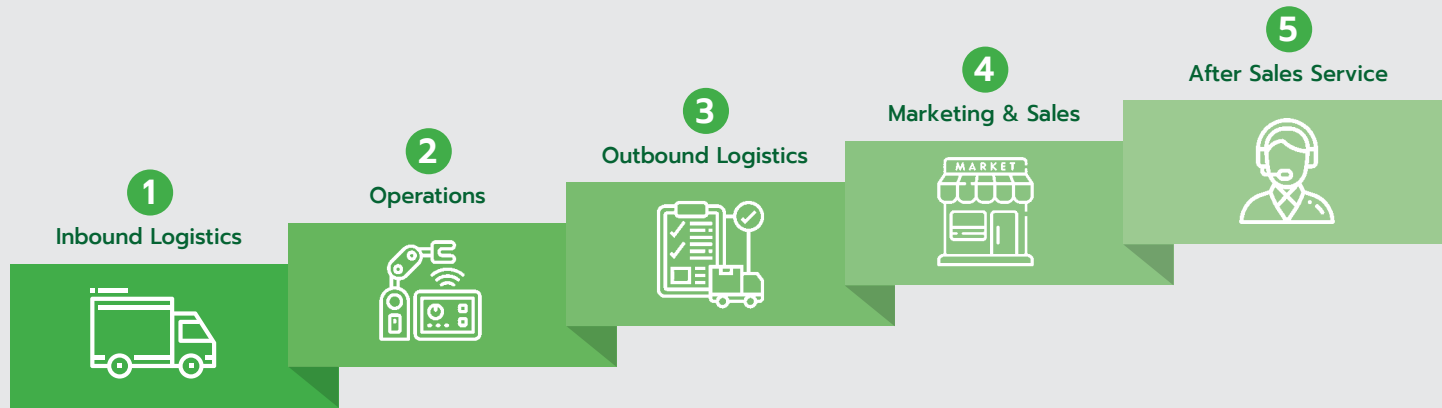 1
Inbound Logistics
2
Operations
3
Outbound Logistics
4
Marketing & Sales
MARKET
5
After Sales Service